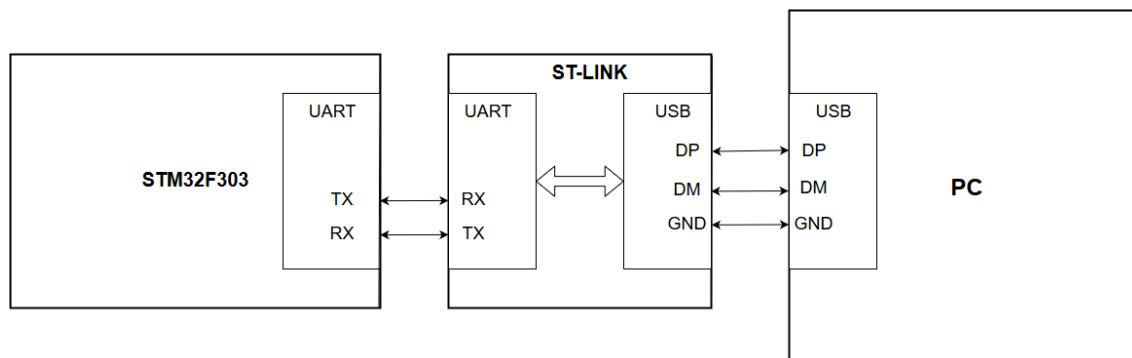 ST-LINK
UART
UART
USB
USB
DP
DP
STM32F303
DM
DM
PC
TX
RX
GND
GND
RX
TX